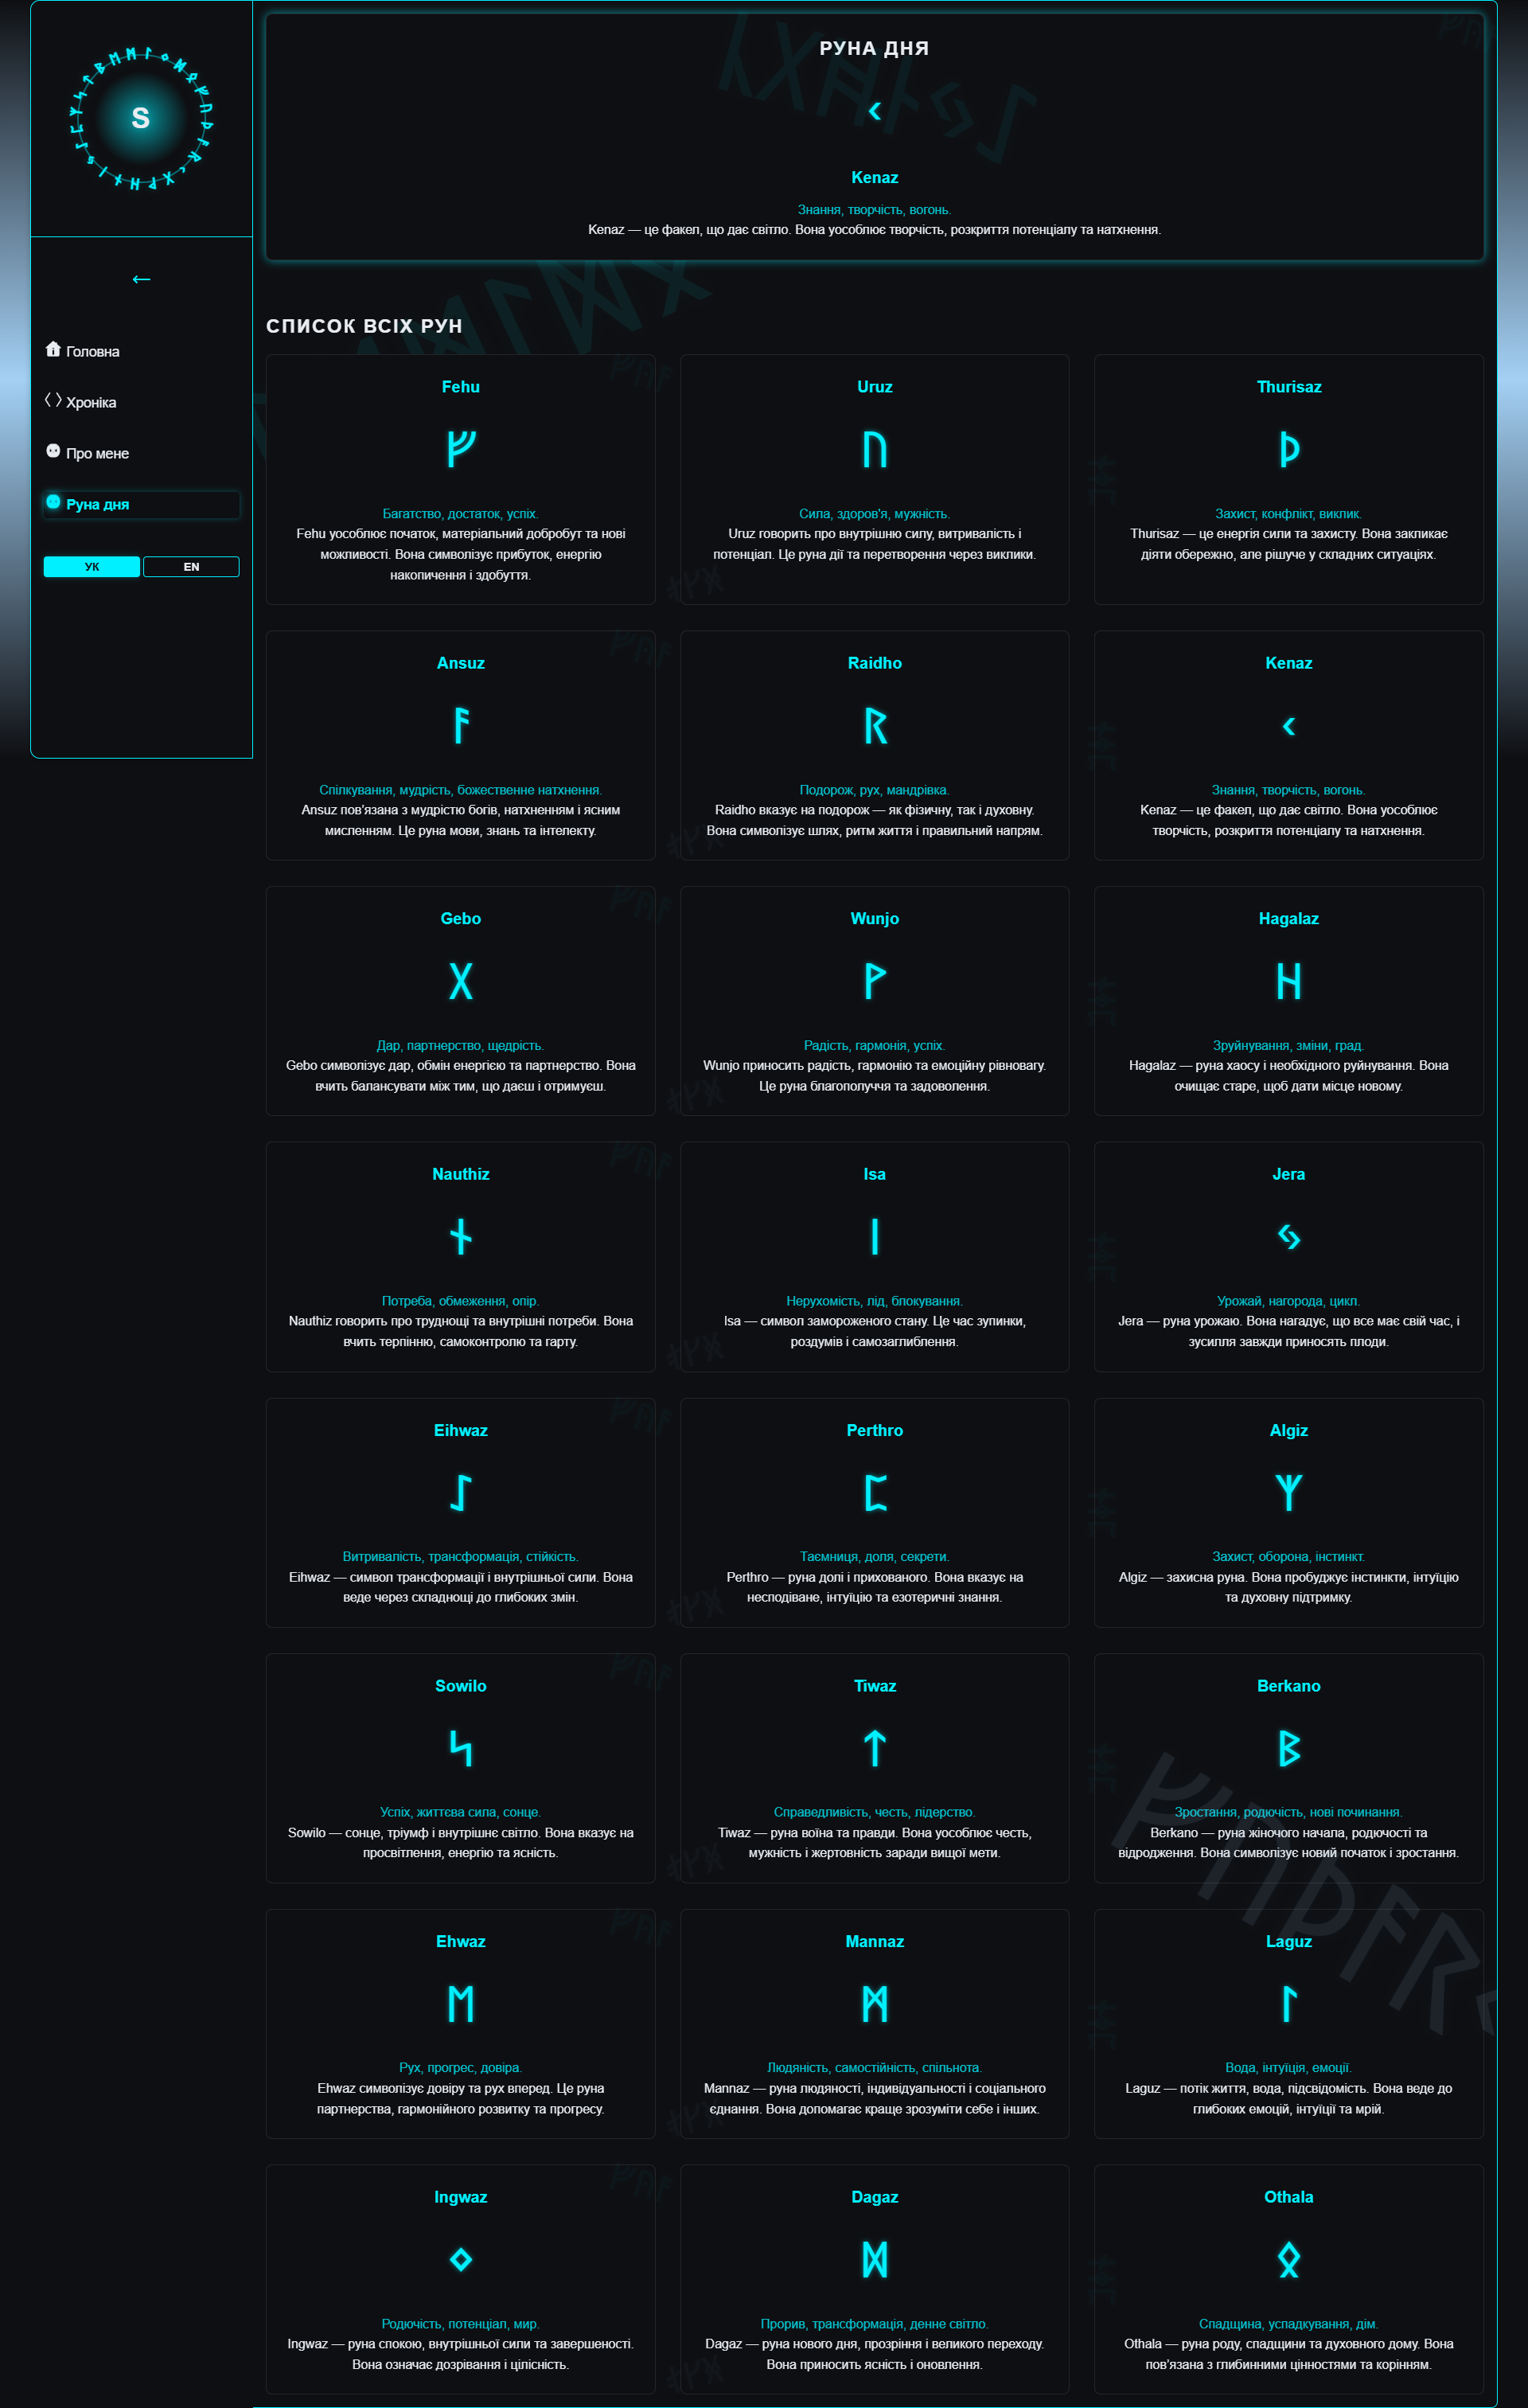 S
←
Головна
Хроніка
Про мене
Руна дня
УК
EN
РУНА ДНЯ
ᚲ
Kenaz
Знання, творчість, вогонь.
Kenaz — це факел, що дає світло. Вона уособлює творчість, розкриття потенціалу та натхнення.
СПИСОК ВСІХ РУН
Fehu
ᚠ
Багатство, достаток, успіх.
Fehu уособлює початок, матеріальний добробут та нові
можливості. Вона символізує прибуток, енергію
накопичення і здобуття.
Uruz
ᚢ
Сила, здоров'я, мужність.
Uruz говорить про внутрішню силу, витривалість і
потенціал. Це руна дії та перетворення через виклики.
Thurisaz
ᚦ
Захист, конфлікт, виклик.
Thurisaz — це енергія сили та захисту. Вона закликає
діяти обережно, але рішуче у складних ситуаціях.
Ansuz
ᚨ
Спілкування, мудрість, божественне натхнення.
Ansuz пов'язана з мудрістю богів, натхненням і ясним
мисленням. Це руна мови, знань та інтелекту.
Raidho
ᚱ
Подорож, рух, мандрівка.
Raidho вказує на подорож — як фізичну, так і духовну.
Вона символізує шлях, ритм життя і правильний напрям.
Kenaz
ᚲ
Знання, творчість, вогонь.
Kenaz — це факел, що дає світло. Вона уособлює
творчість, розкриття потенціалу та натхнення.
Gebo
ᚷ
Дар, партнерство, щедрість.
Gebo символізує дар, обмін енергією та партнерство. Вона
вчить балансувати між тим, що даєш і отримуєш.
Wunjo
ᚹ
Радість, гармонія, успіх.
Wunjo приносить радість, гармонію та емоційну рівновагу.
Це руна благополуччя та задоволення.
Hagalaz
ᚺ
Зруйнування, зміни, град.
Hagalaz — руна хаосу і необхідного руйнування. Вона
очищає старе, щоб дати місце новому.
Nauthiz
ᚾ
Потреба, обмеження, опір.
Nauthiz говорить про труднощі та внутрішні потреби. Вона
вчить терпінню, самоконтролю та гарту.
Isa
ᛁ
Нерухомість, лід, блокування.
Isa — символ замороженого стану. Це час зупинки,
роздумів і самозаглиблення.
Jera
ᛃ
Урожай, нагорода, цикл.
Jera — руна урожаю. Вона нагадує, що все має свій час, і
зусилля завжди приносять плоди.
Eihwaz
ᛇ
Витривалість, трансформація, стійкість.
Eihwaz — символ трансформації і внутрішньої сили. Вона
веде через складнощі до глибоких змін.
Perthro
ᛈ
Таємниця, доля, секрети.
Perthro — руна долі і прихованого. Вона вказує на
несподіване, інтуїцію та езотеричні знання.
Algiz
ᛉ
Захист, оборона, інстинкт.
Algiz — захисна руна. Вона пробуджує інстинкти, інтуїцію
та духовну підтримку.
Sowilo
ᛋ
Успіх, життєва сила, сонце.
Sowilo — сонце, тріумф і внутрішнє світло. Вона вказує на
просвітлення, енергію та ясність.
Tiwaz
ᛏ
Справедливість, честь, лідерство.
Tiwaz — руна воїна та правди. Вона уособлює честь,
мужність і жертовність заради вищої мети.
Berkano
ᛒ
Зростання, родючість, нові починання.
Berkano — руна жіночого начала, родючості та
відродження. Вона символізує новий початок і зростання.
Ehwaz
ᛖ
Рух, прогрес, довіра.
Ehwaz символізує довіру та рух вперед. Це руна
партнерства, гармонійного розвитку та прогресу.
Mannaz
ᛗ
Людяність, самостійність, спільнота.
Mannaz — руна людяності, індивідуальності і соціального
єднання. Вона допомагає краще зрозуміти себе і інших.
Laguz
ᛚ
Вода, інтуїція, емоції.
Laguz — потік життя, вода, підсвідомість. Вона веде до
глибоких емоцій, інтуїції та мрій.
Ingwaz
ᛜ
Родючість, потенціал, мир.
Ingwaz — руна спокою, внутрішньої сили та завершеності.
Вона означає дозрівання і цілісність.
Dagaz
ᛞ
Прорив, трансформація, денне світло.
Dagaz — руна нового дня, прозріння і великого переходу.
Вона приносить ясність і оновлення.
Othala
ᛟ
Спадщина, успадкування, дім.
Othala — руна роду, спадщини та духовного дому. Вона
пов'язана з глибинними цінностями та корінням.